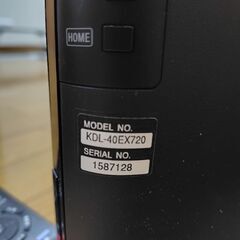 HOME
MODEL NO.
KDL-40EX720
SERIAL NO.
1587128